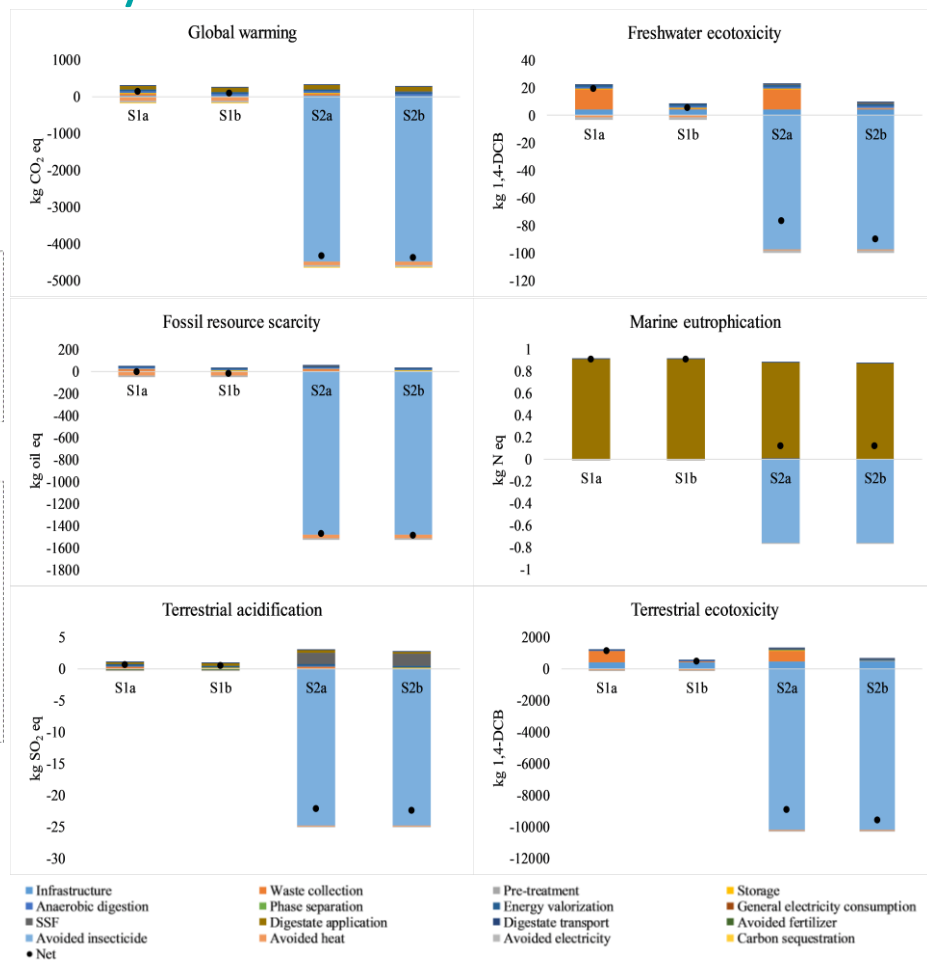 Global warming
kg CO₂ eq
1000
0
-1000
-2000
-3000
-4000
-5000
S1a S1b S2a S2b
Freshwater ecotoxicity
kg 1,4-DCB
40
20
0
-20
-40
-60
-80
-100
-120
S1a S1b S2a S2b
Fossil resource scarcity
kg oil eq
200
0
-200
-400
-600
-800
-1000
-1200
-1400
-1600
-1800
S1a S1b S2a S2b
Marine eutrophication
kg N eq
1
0.8
0.6
0.4
0.2
0
-0.2
-0.4
-0.6
-0.8
-1
S1a S1b S2a S2b
Terrestrial acidification
kg SO₂ eq
5
0
-5
-10
-15
-20
-25
-30
S1a S1b S2a S2b
Terrestrial ecotoxicity
kg 1,4-DCB
2000
0
-2000
-4000
-6000
-8000
-10000
-12000
S1a S1b S2a S2b
Infrastructure Waste collection Pre-treatment Storage
Anaerobic digestion Phase separation Energy valorization General electricity consumption
SSF Digestate application Digestate transport Avoided fertilizer
Avoided insecticide Avoided heat Avoided electricity Carbon sequestration
Net